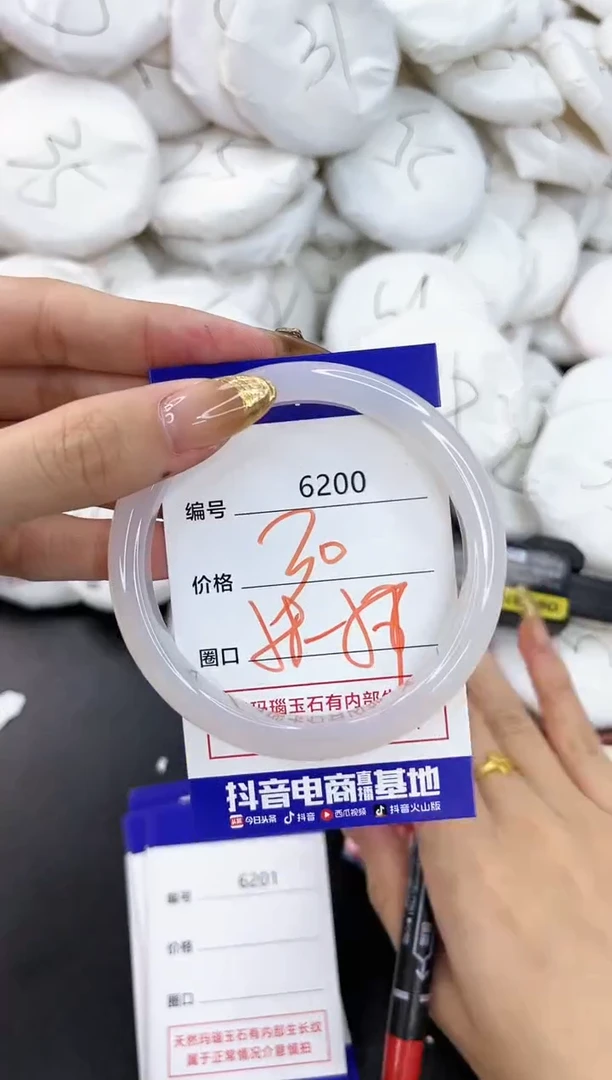 编号 6200
价格 30
圈口
玛瑙玉石有内部生
抖音电商直播基地
头条 今日头条 抖音 西瓜视频 抖音火山版
编号 6201
价格
圈口
天然玛瑙玉石有内部生长纹
属于正常情况介意慎拍